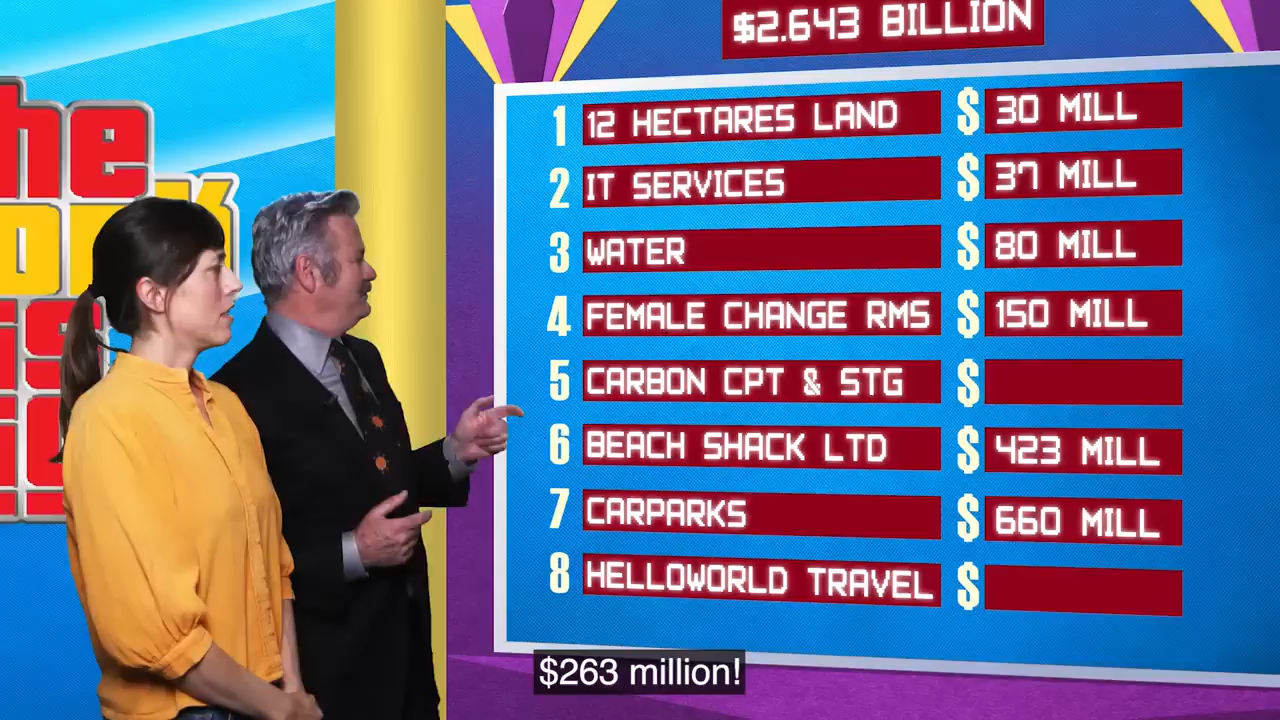 he
$2.643 BILLION
1 12 HECTARES LAND $ 30 MILL
2 IT SERVICES $ 37 MILL
3 WATER $ 80 MILL
4 FEMALE CHANGE RMS $ 150 MILL
5 CARBON CPT & STG $
6 BEACH SHACK LTD $ 423 MILL
7 CARPARKS $ 660 MILL
8 HELLOWORLD TRAVEL $
$263 million!